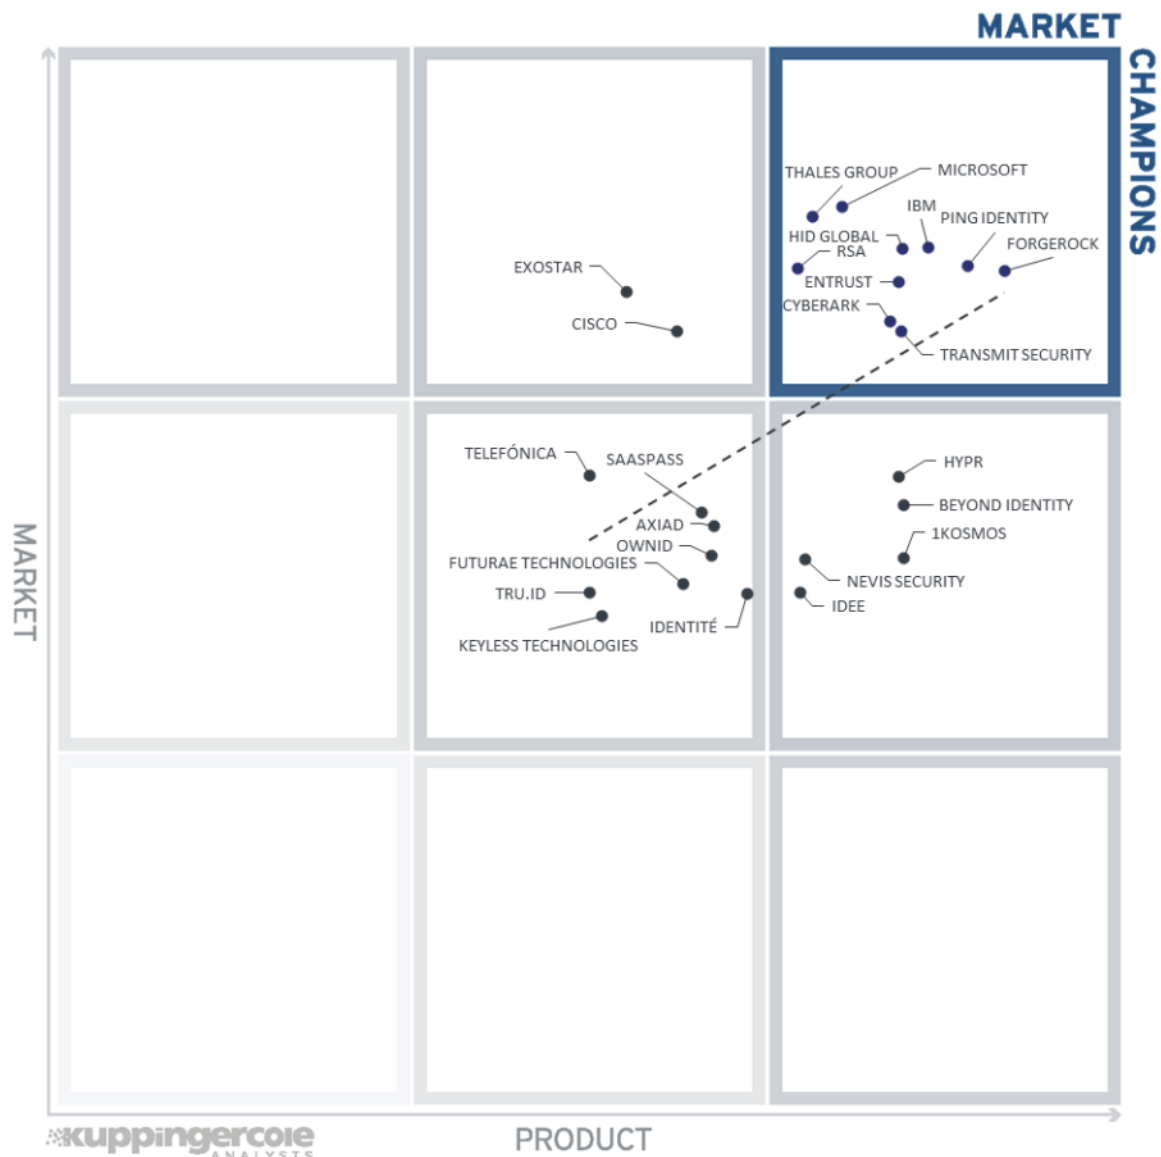 MARKET
CHAMPIONS
THALES GROUP
MICROSOFT
IBM
PING IDENTITY
HID GLOBAL
FORGEROCK
RSA
EXOSTAR
ENTRUST
CYBERARK
CISCO
TRANSMIT SECURITY
TELEFÓNICA
SAASPASS
HYPR
BEYOND IDENTITY
AXIAD
1KOSMOS
OWNID
FUTURAE TECHNOLOGIES
NEVIS SECURITY
TRU.ID
IDEE
IDENTITÉ
KEYLESS TECHNOLOGIES
MARKET
PRODUCT
kuppingercole
ANALYSTS